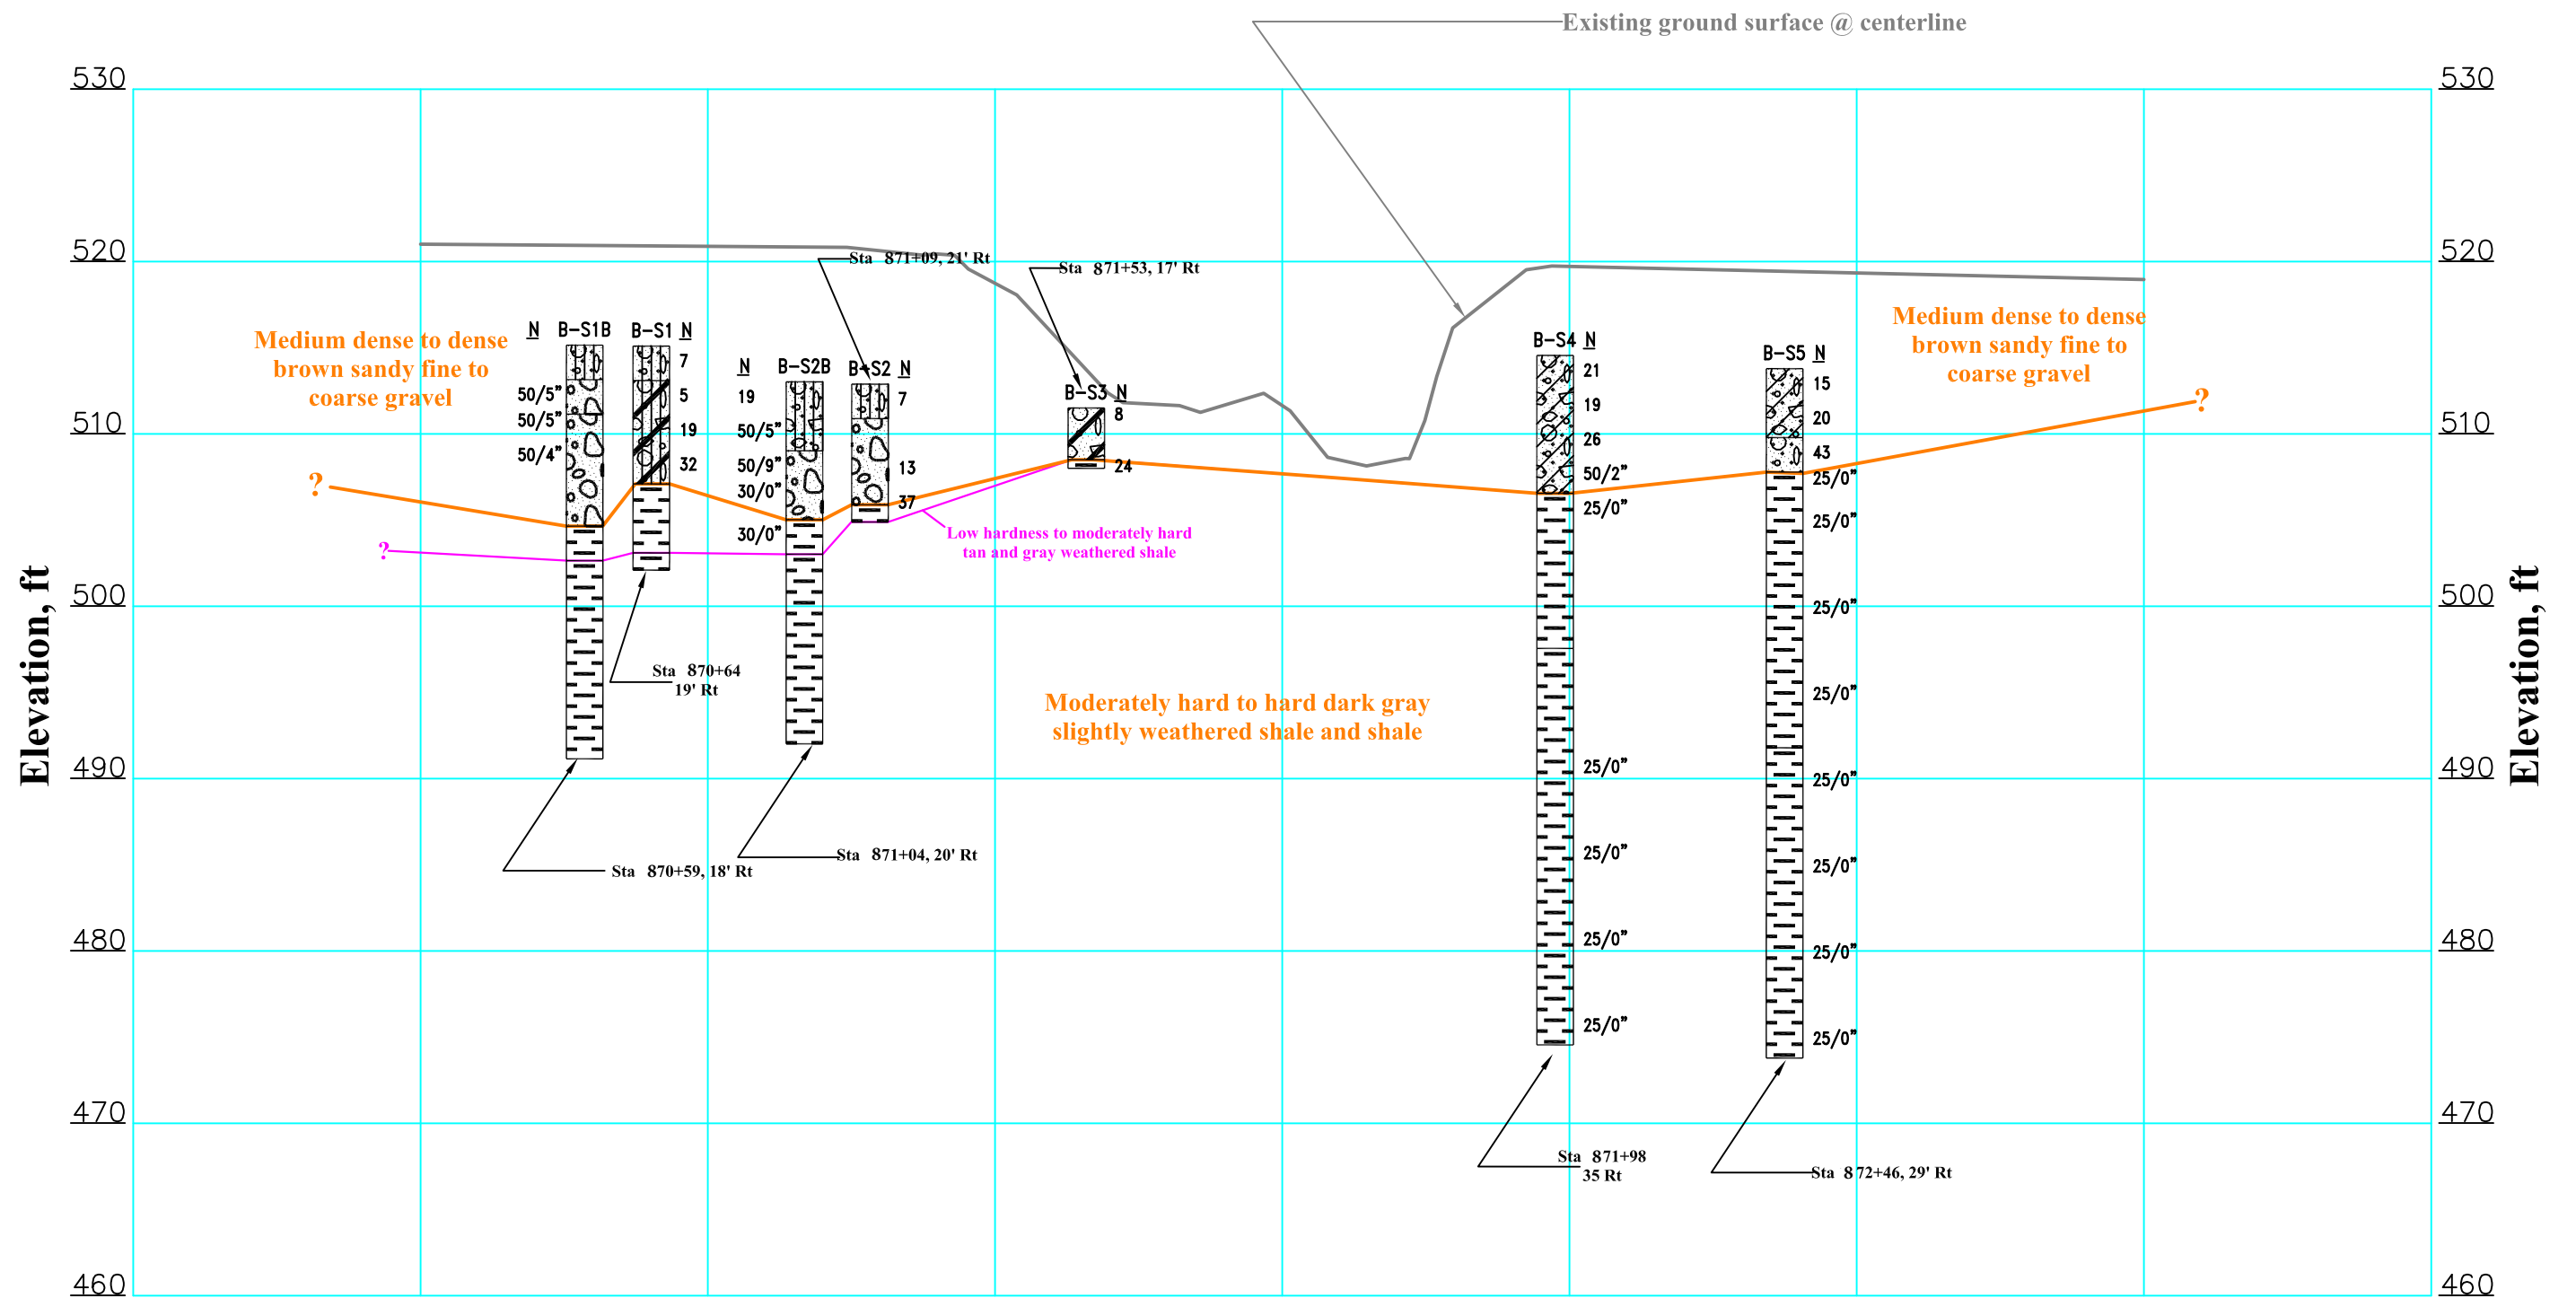 Existing ground surface @ centerline
530
530
520
520
Sta 871+09, 21' Rt
Sta 871+53, 17' Rt
Medium dense to dense
brown sandy fine to
coarse gravel
Medium dense to dense
brown sandy fine to
coarse gravel
N B-S1B
50/5"
50/5"
50/4"
B-S1 N
7
5
19
32
N B-S2B
19
50/5"
50/9"
30/0"
30/0"
B-S2 N
7
13
37
B-S3 N
8
24
B-S4 N
21
19
26
50/2"
25/0"
25/0"
25/0"
25/0"
25/0"
B-S5 N
15
20
43
25/0"
25/0"
25/0"
25/0"
25/0"
25/0"
25/0"
25/0"
510
510
?
?
?
Low hardness to moderately hard
tan and gray weathered shale
Elevation, ft
Elevation, ft
500
500
Sta 870+64
19' Rt
Moderately hard to hard dark gray
slightly weathered shale and shale
490
490
Sta 870+59, 18' Rt
Sta 871+04, 20' Rt
480
480
470
470
Sta 871+98
35 Rt
Sta 872+46, 29' Rt
460
460